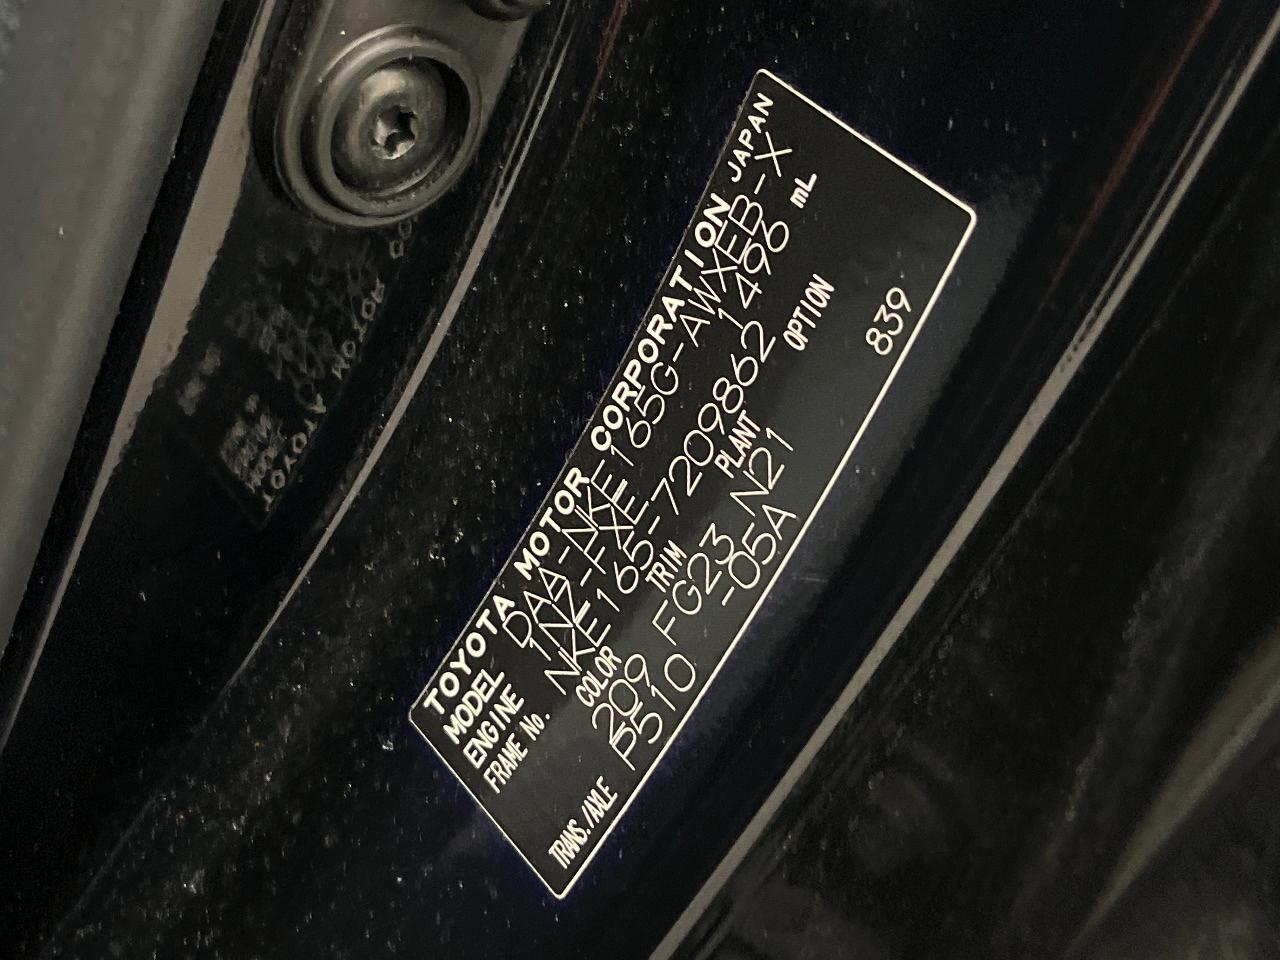 TOYOTA MOTOR CORPORATION JAPAN
MODEL DAA-NKE165G-AWXEB-X
ENGINE 1NZ-FXE 1496 mL
FRAME No. NKE165-7209862
COLOR TRIM PLANT OPTION
209 FG23 N21
TRANS./AXLE P510 -05A 839